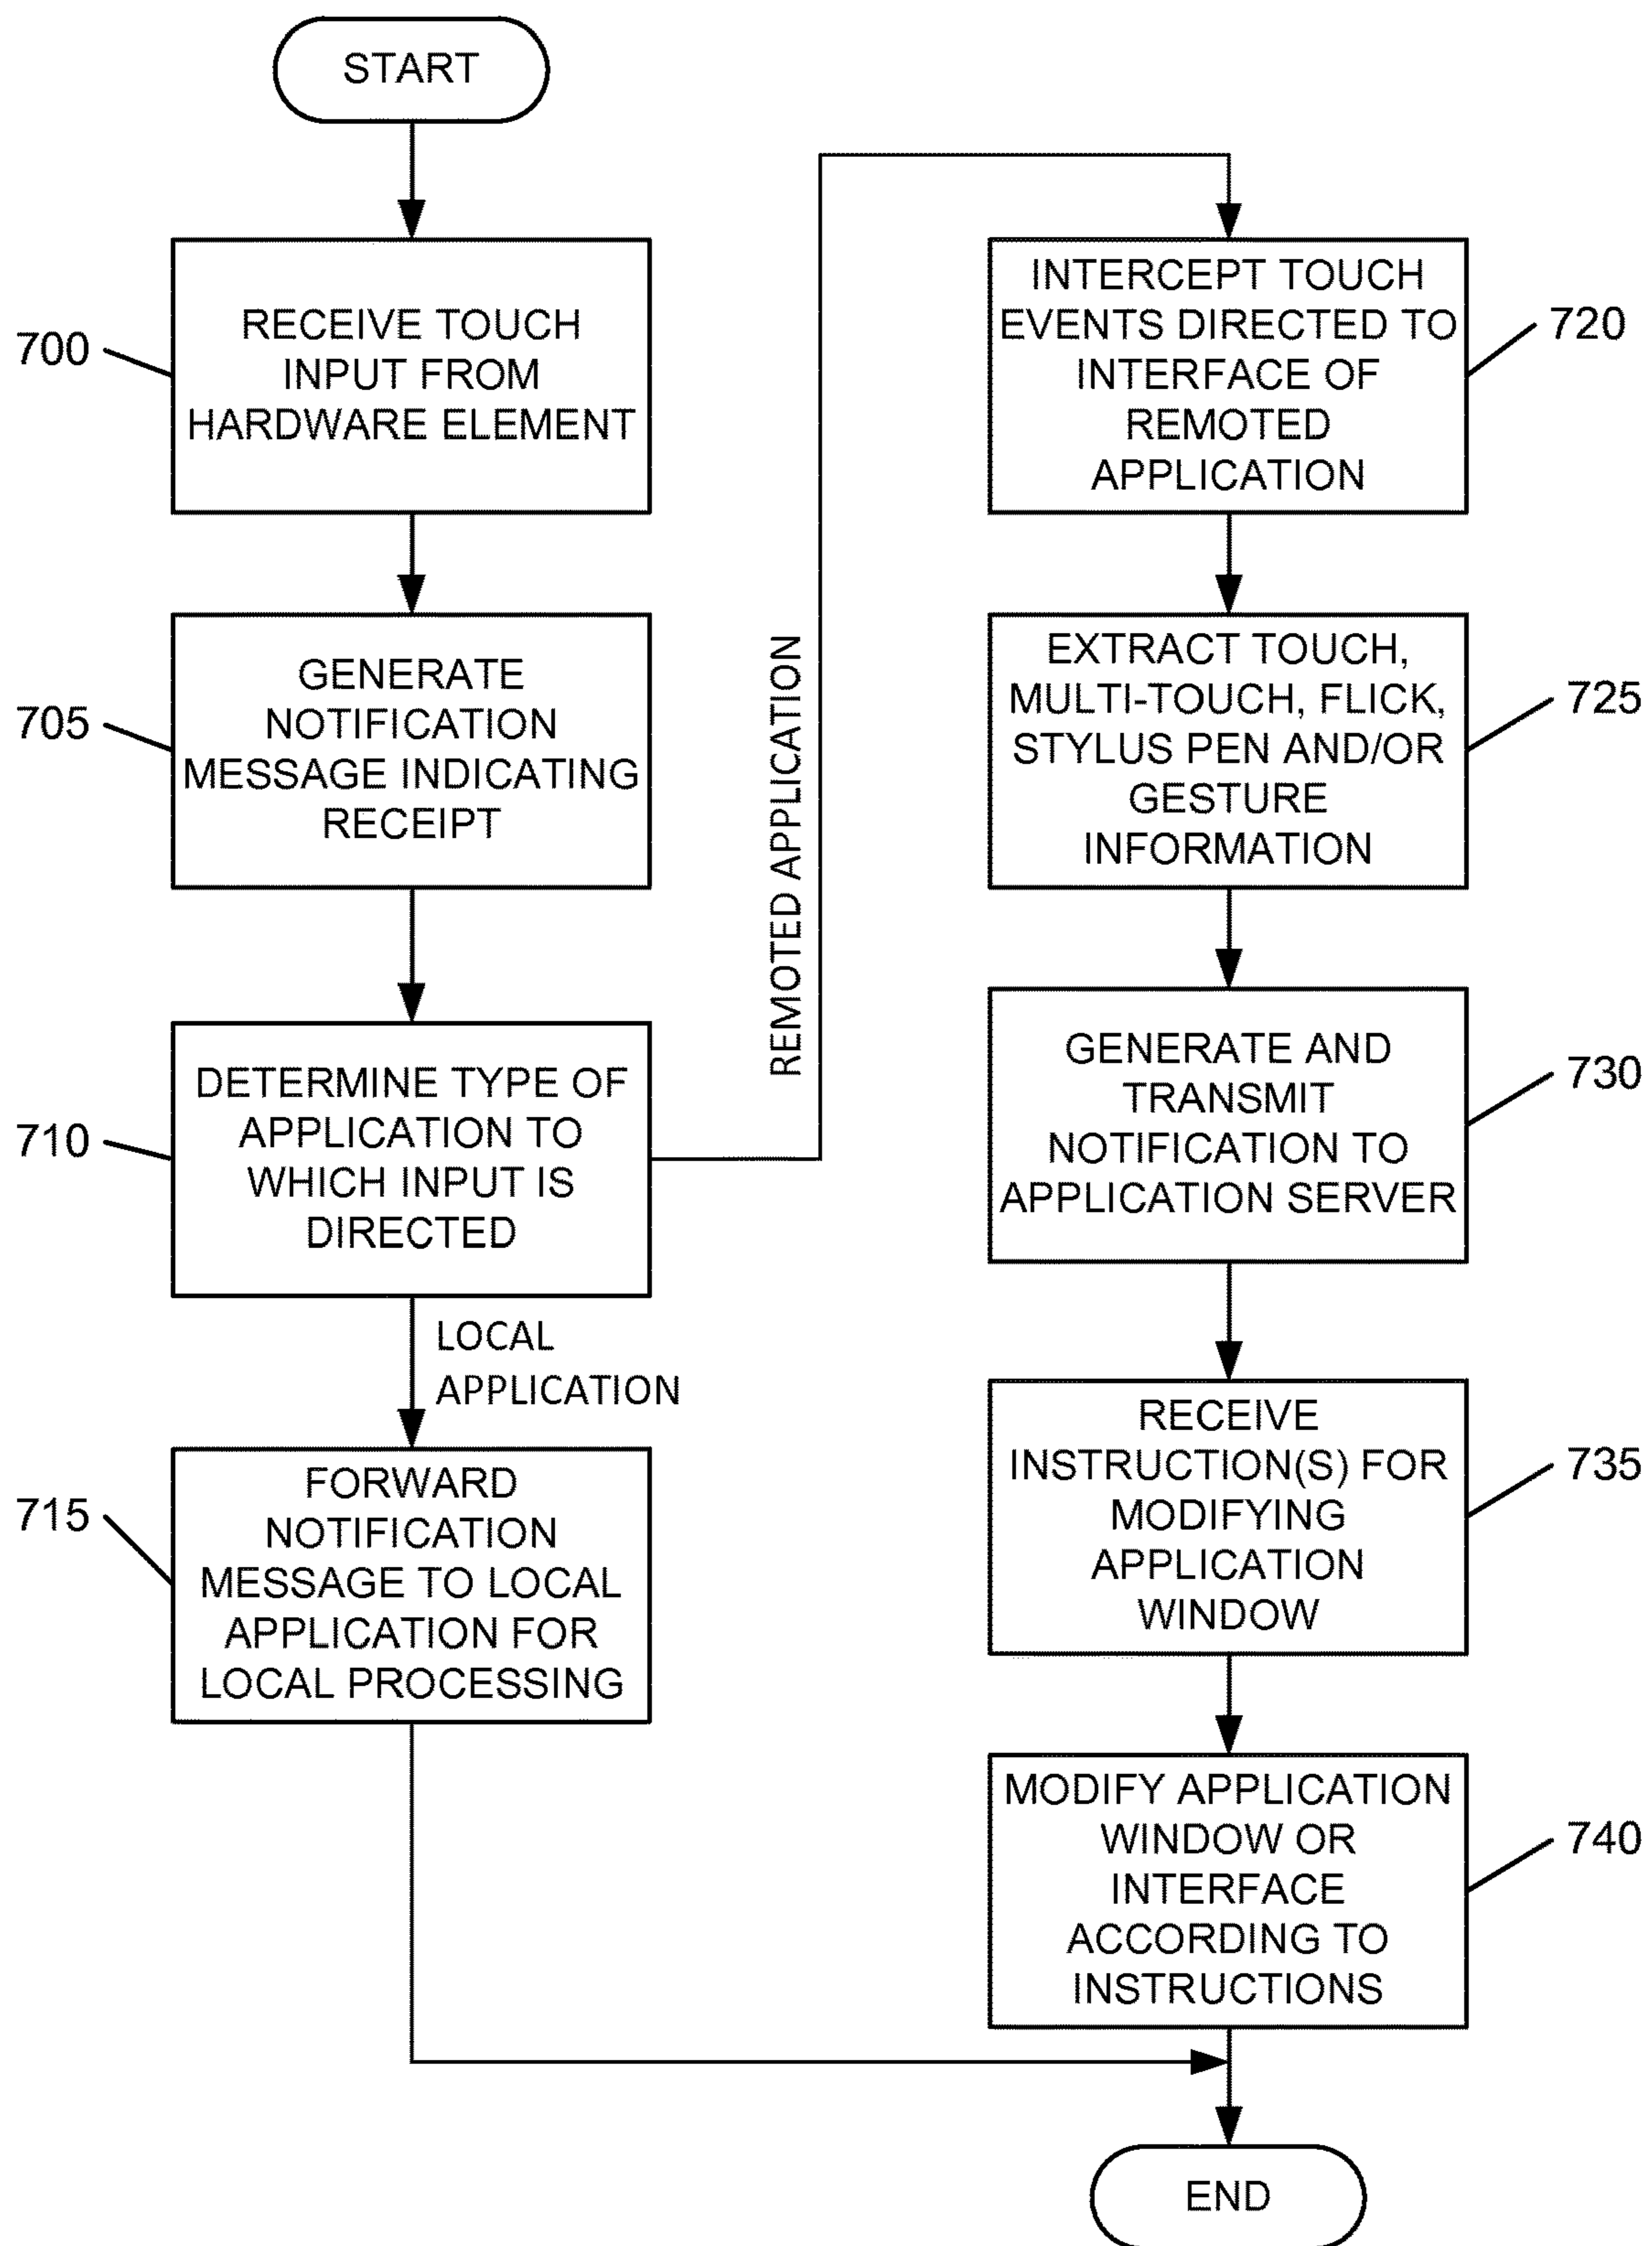 START
700
RECEIVE TOUCH
INPUT FROM
HARDWARE ELEMENT
705
GENERATE
NOTIFICATION
MESSAGE INDICATING
RECEIPT
710
DETERMINE TYPE OF
APPLICATION TO
WHICH INPUT IS
DIRECTED
LOCAL
APPLICATION
715
FORWARD
NOTIFICATION
MESSAGE TO LOCAL
APPLICATION FOR
LOCAL PROCESSING
REMOTED APPLICATION
INTERCEPT TOUCH
EVENTS DIRECTED TO
INTERFACE OF
REMOTED
APPLICATION
720
EXTRACT TOUCH,
MULTI-TOUCH, FLICK,
STYLUS PEN AND/OR
GESTURE
INFORMATION
725
GENERATE AND
TRANSMIT
NOTIFICATION TO
APPLICATION SERVER
730
RECEIVE
INSTRUCTION(S) FOR
MODIFYING
APPLICATION
WINDOW
735
MODIFY APPLICATION
WINDOW OR
INTERFACE
ACCORDING TO
INSTRUCTIONS
740
END